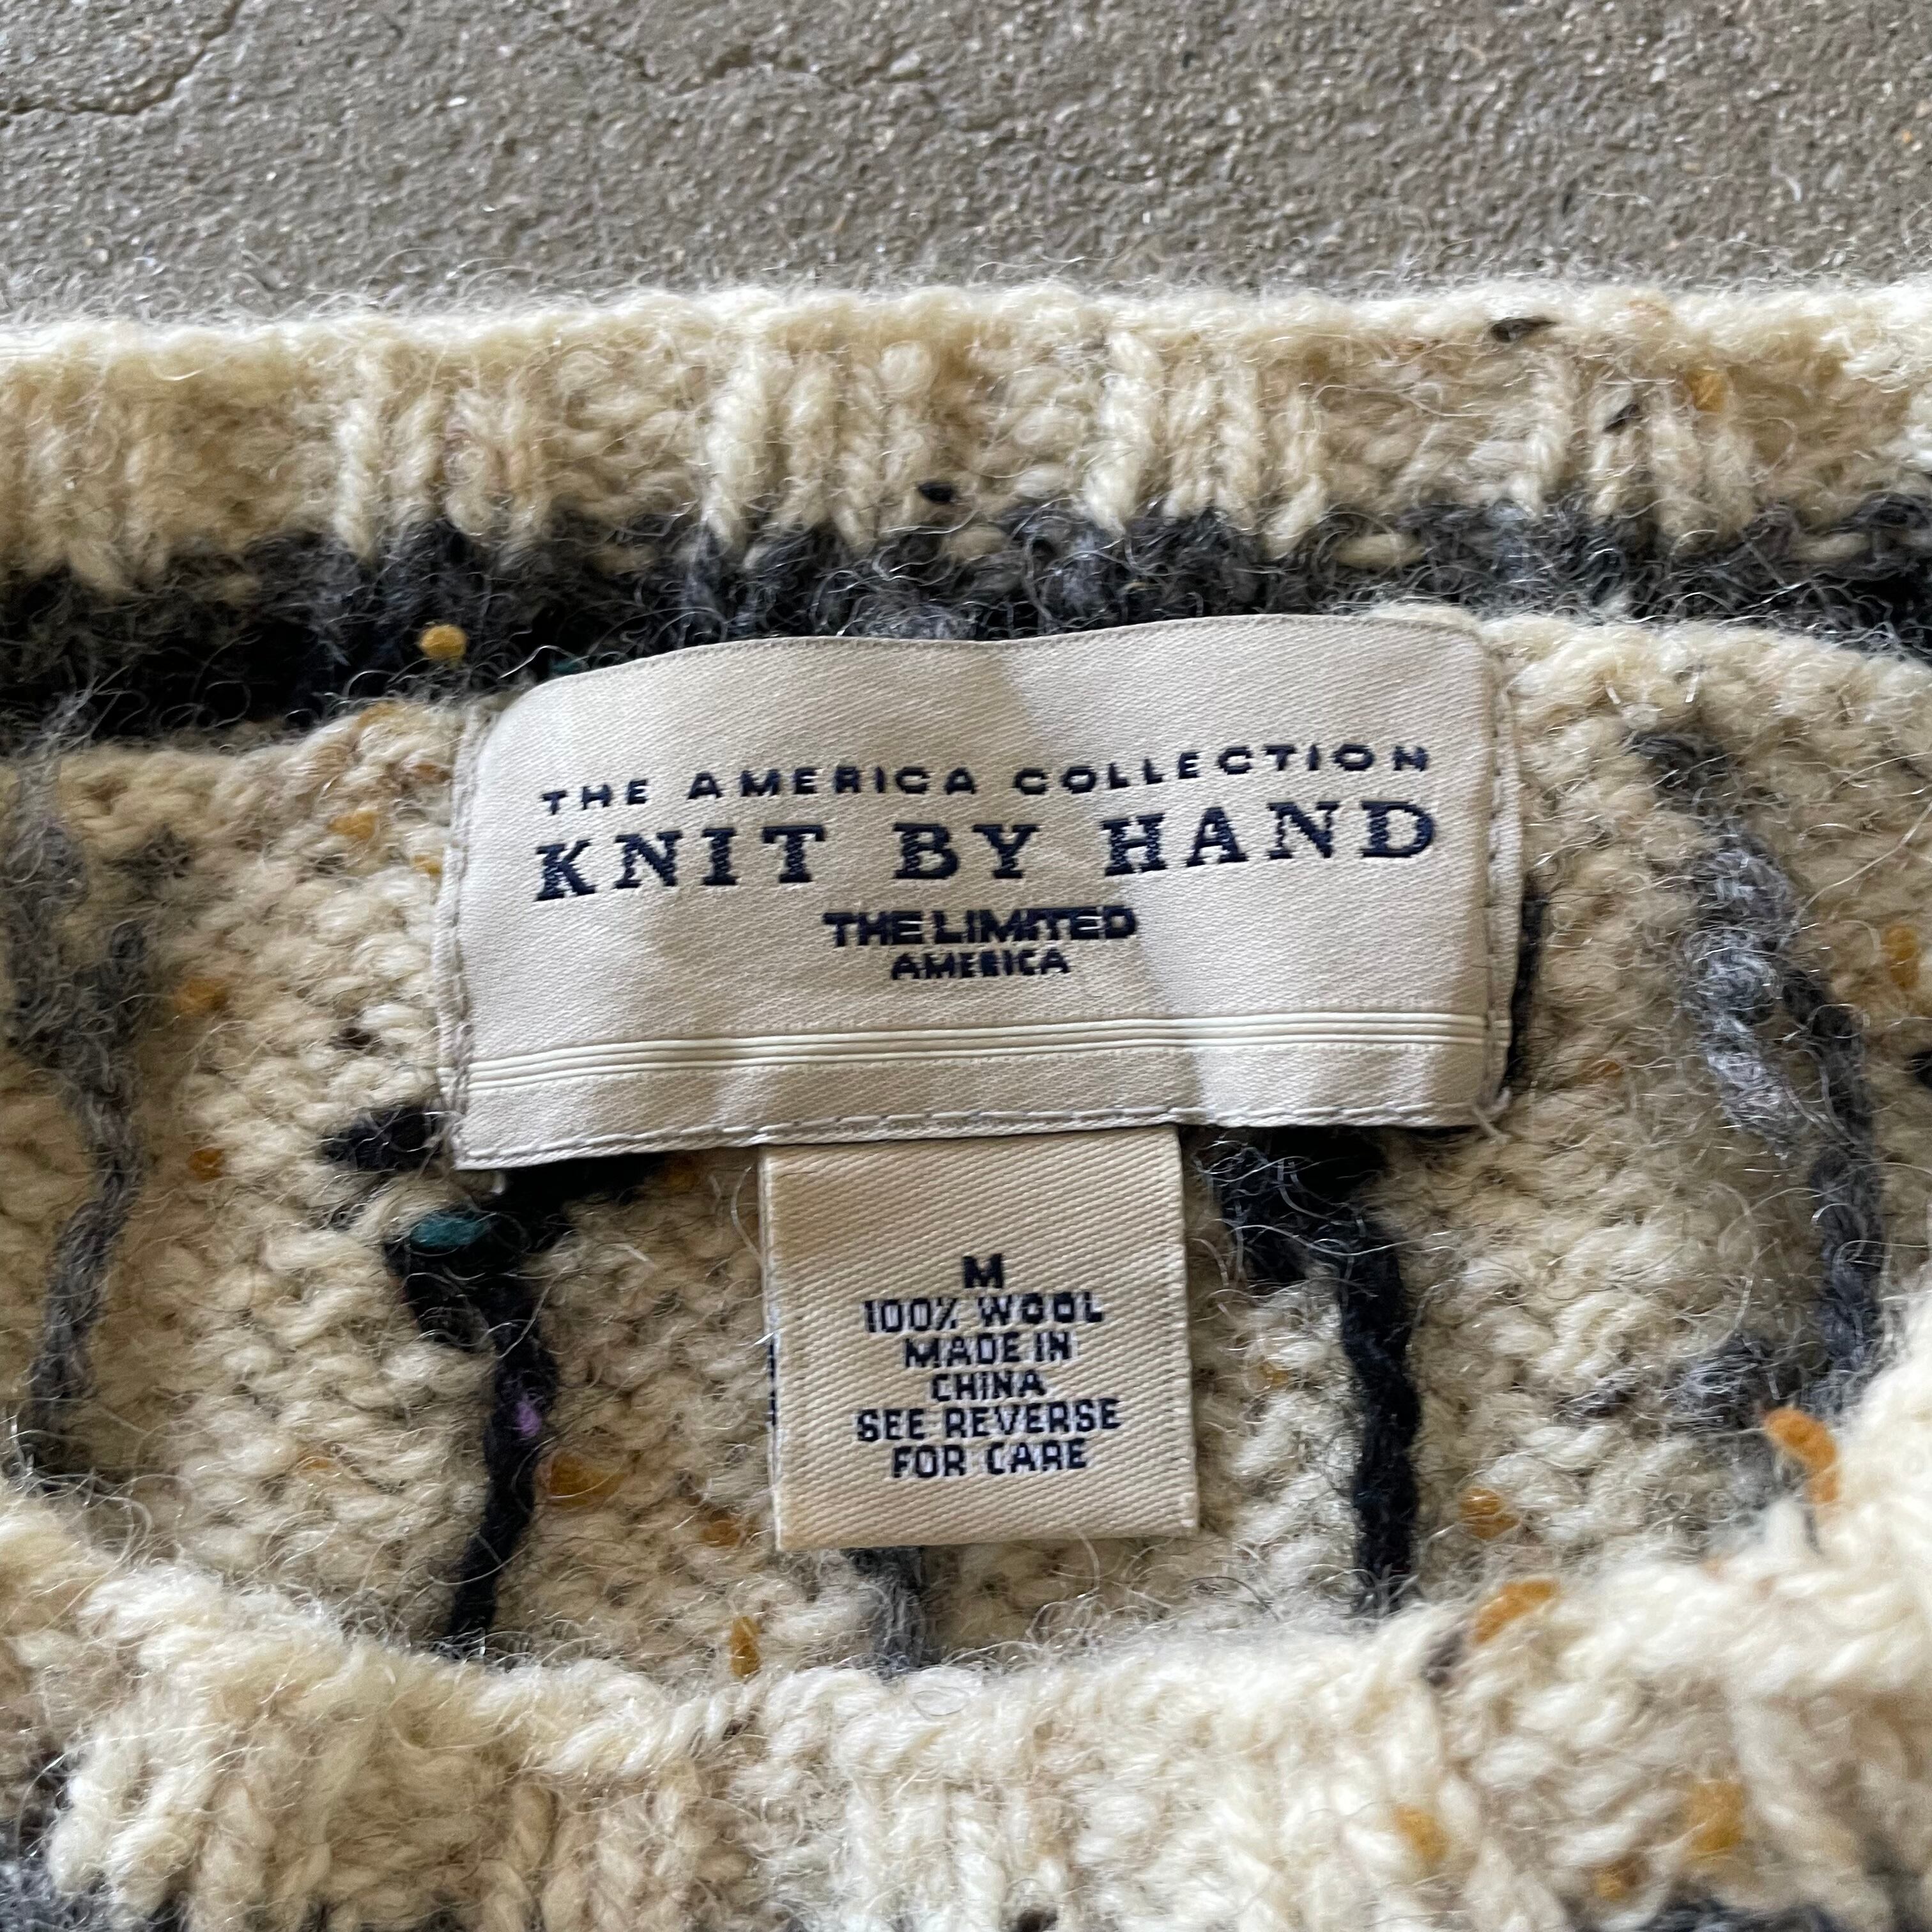 THE AMERICA COLLECTION
KNIT BY HAND
THE LIMITED
AMERICA
M
100% WOOL
MADE IN
CHINA
SEE REVERSE
FOR CARE